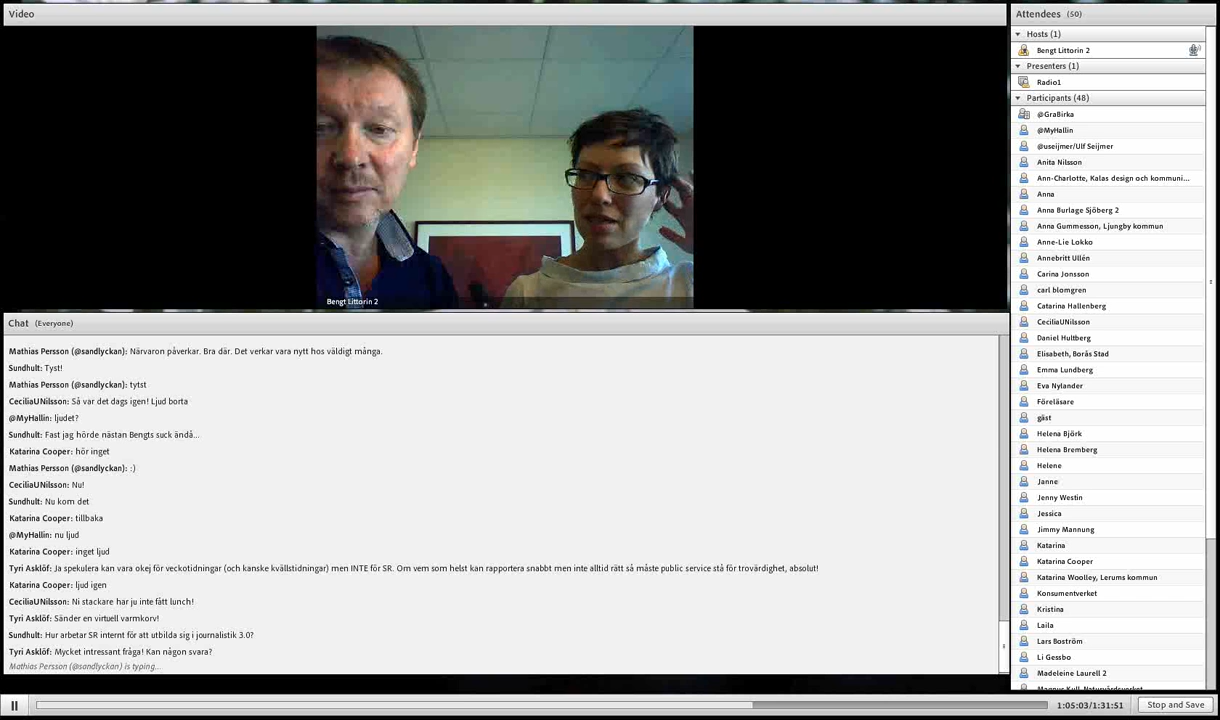 Video
Bengt Littorin 2
Chat (Everyone)
Mathias Persson (@sandlyckan): Närvaron påverkar. Bra där. Det verkar vara nytt hos väldigt många.
Sundhult: Tyst!
Mathias Persson (@sandlyckan): tytst
CeciliaUNilsson: Så var det dags igen! Ljud borta
@MyHallin: ljudet?
Sundhult: Fast jag hörde nästan Bengts suck ändå...
Katarina Cooper: hör inget
Mathias Persson (@sandlyckan): :)
CeciliaUNilsson: Nu!
Sundhult: Nu kom det
Katarina Cooper: tillbaka
@MyHallin: nu ljud
Katarina Cooper: inget ljud
Tyri Asklöf: Ja spekulera kan vara okej för veckotidningar (och kanske kvällstidningar) men INTE för SR. Om vem som helst kan rapportera snabbt men inte alltid rätt så måste public service stå för trovärdighet, absolut!
Katarina Cooper: ljud igen
CeciliaUNilsson: Ni stackare har ju inte fått lunch!
Tyri Asklöf: Sänder en virtuell varmkorv!
Sundhult: Hur arbetar SR internt för att utbilda sig i journalistik 3.0?
Tyri Asklöf: Mycket intressant fråga! Kan någon svara?
Mathias Persson (@sandlyckan) is typing...
Attendees (50)
Hosts (1)
Bengt Littorin 2
Presenters (1)
Radio1
Participants (48)
@GraBirka
@MyHallin
@useijmer/Ulf Seijmer
Anita Nilsson
Ann-Charlotte, Kalas design och kommuni...
Anna
Anna Burlage Sjöberg 2
Anna Gummesson, Ljungby kommun
Anne-Lie Lokko
Annebritt Ullén
Carina Jonsson
carl blomgren
Catarina Hallenberg
CeciliaUNilsson
Daniel Hultberg
Elisabeth, Borås Stad
Emma Lundberg
Eva Nylander
Föreläsare
gäst
Helena Björk
Helena Bremberg
Helene
Janne
Jenny Westin
Jessica
Jimmy Mannung
Katarina
Katarina Cooper
Katarina Woolley, Lerums kommun
Konsumentverket
Kristina
Laila
Lars Boström
Li Gessbo
Madeleine Laurell 2
Magnus Kull, Naturvårdsverket
1:05:03/1:31:51
Stop and Save